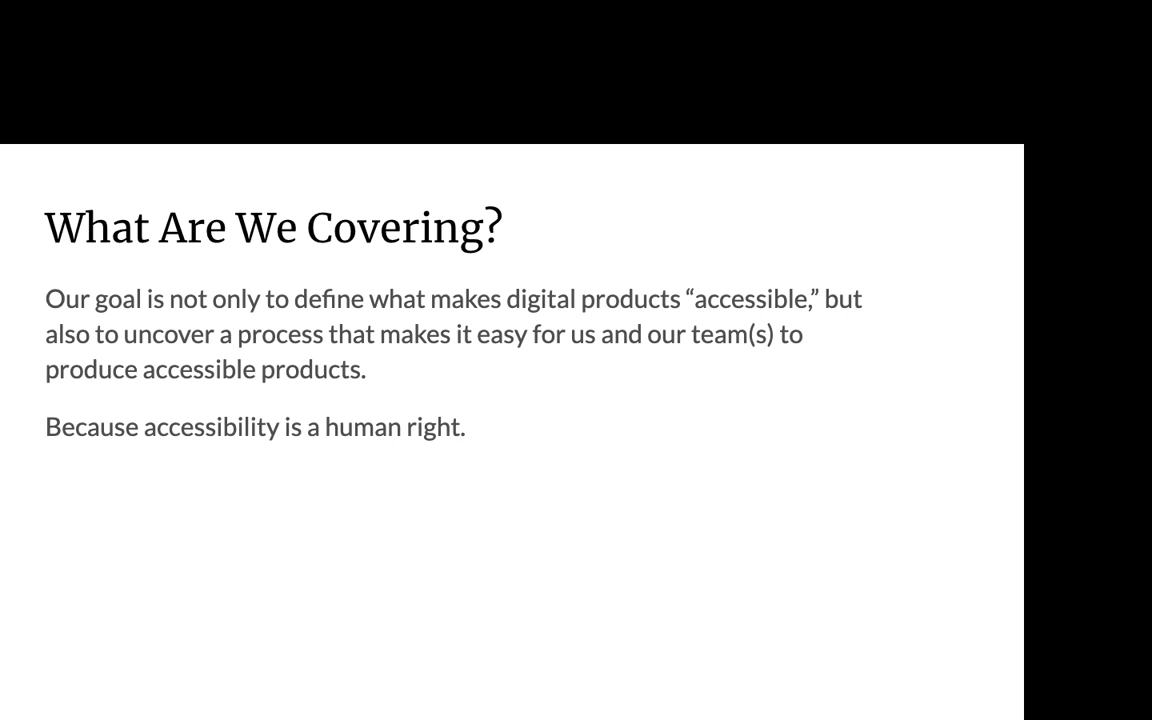 What Are We Covering?
Our goal is not only to define what makes digital products “accessible,” but
also to uncover a process that makes it easy for us and our team(s) to
produce accessible products.
Because accessibility is a human right.